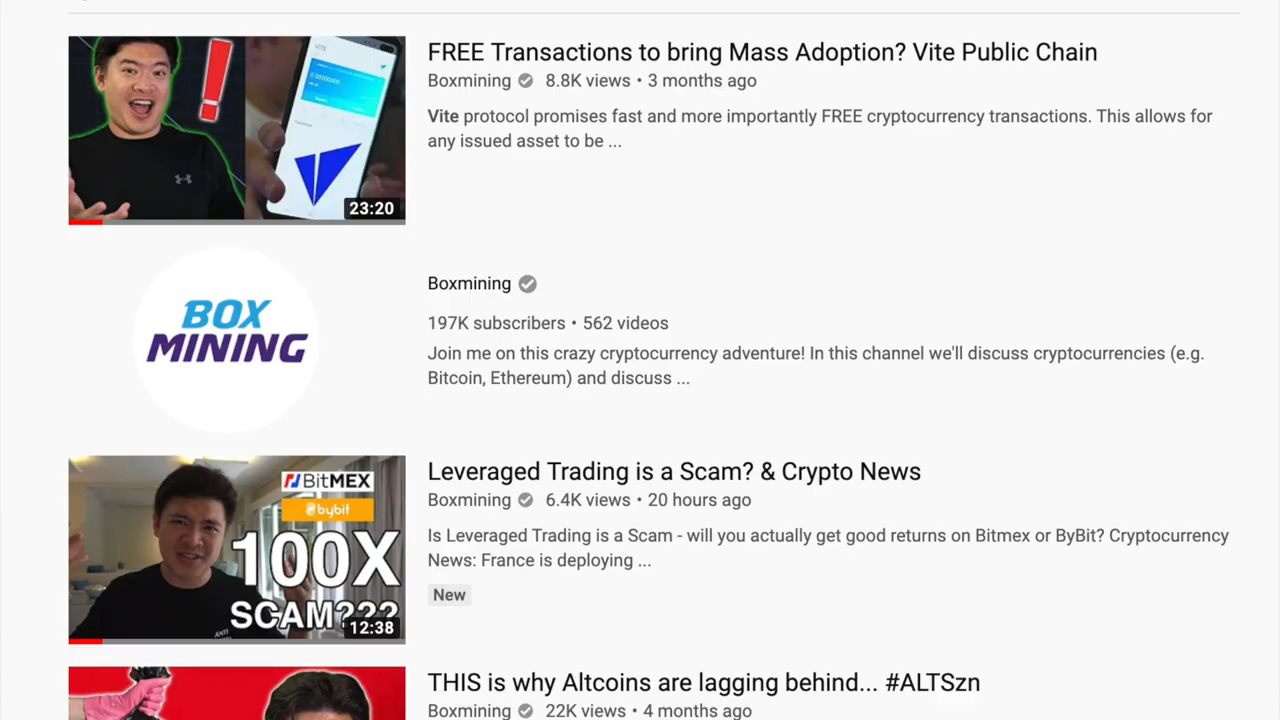 FREE Transactions to bring Mass Adoption? Vite Public Chain
Boxmining 8.8K views • 3 months ago
Vite protocol promises fast and more importantly FREE cryptocurrency transactions. This allows for
any issued asset to be ...
VITE
23:20
BOX
MINING
Boxmining
197K subscribers • 562 videos
Join me on this crazy cryptocurrency adventure! In this channel we'll discuss cryptocurrencies (e.g.
Bitcoin, Ethereum) and discuss ...
BitMEX
bybit
100X
SCAM???
12:38
ANTI
Leveraged Trading is a Scam? & Crypto News
Boxmining 6.4K views • 20 hours ago
Is Leveraged Trading is a Scam - will you actually get good returns on Bitmex or ByBit? Cryptocurrency
News: France is deploying ...
New
THIS is why Altcoins are lagging behind... #ALTSzn
Boxmining 22K views • 4 months ago